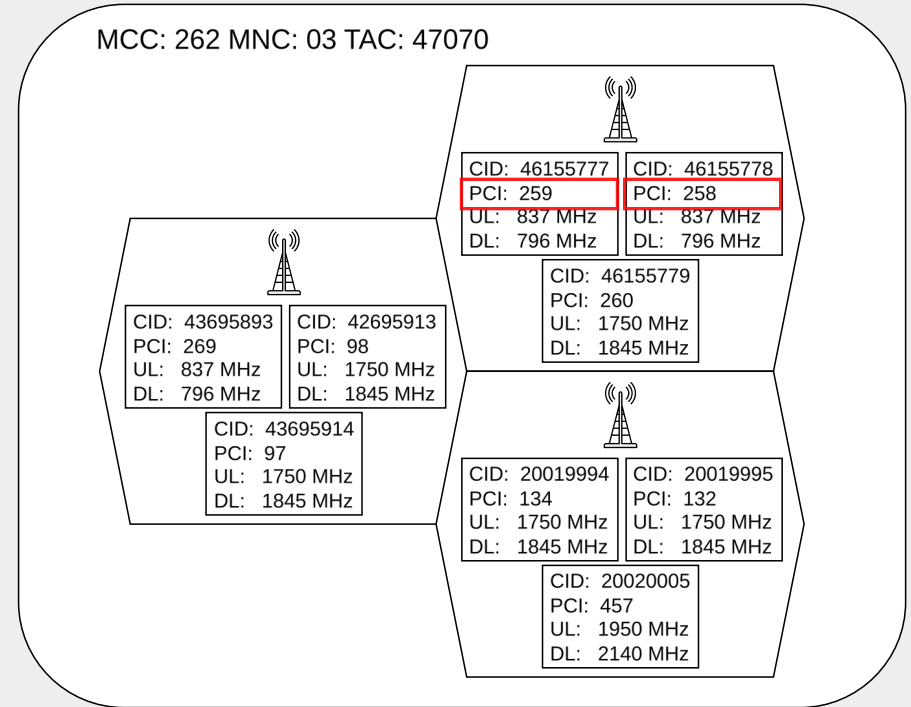 MCC: 262 MNC: 03 TAC: 47070
CID: 46155777
PCI: 259
UL: 837 MHz
DL: 796 MHz
CID: 46155778
PCI: 258
UL: 837 MHz
DL: 796 MHz
CID: 46155779
PCI: 260
UL: 1750 MHz
DL: 1845 MHz
CID: 43695893
PCI: 269
UL: 837 MHz
DL: 796 MHz
CID: 42695913
PCI: 98
UL: 1750 MHz
DL: 1845 MHz
CID: 43695914
PCI: 97
UL: 1750 MHz
DL: 1845 MHz
CID: 20019994
PCI: 134
UL: 1750 MHz
DL: 1845 MHz
CID: 20019995
PCI: 132
UL: 1750 MHz
DL: 1845 MHz
CID: 20020005
PCI: 457
UL: 1950 MHz
DL: 2140 MHz